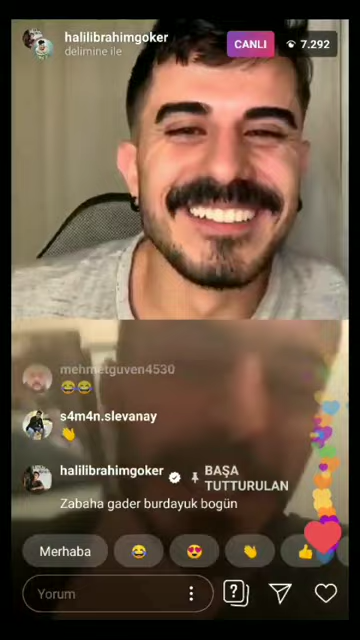 halilibrahimgoker
delimine ile
CANLI
7.292
mehmetguven4530
😂😂
s4m4n.slevanay
👏
halilibrahimgoker
BAŞA
TUTTURULAN
Zabaha gader burdayuk bogün
Merhaba 😂 😍 👏 👍
Yorum